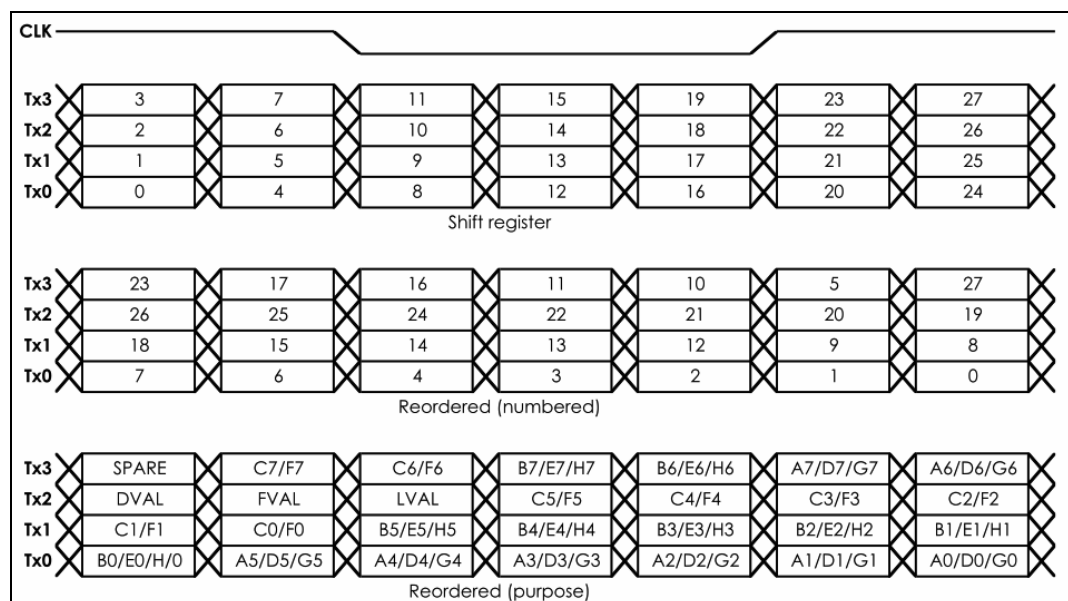 CLK
Tx3 3 7 11 15 19 23 27
Tx2 2 6 10 14 18 22 26
Tx1 1 5 9 13 17 21 25
Tx0 0 4 8 12 16 20 24
Shift register
Tx3 23 17 16 11 10 5 27
Tx2 26 25 24 22 21 20 19
Tx1 18 15 14 13 12 9 8
Tx0 7 6 4 3 2 1 0
Reordered (numbered)
Tx3 SPARE C7/F7 C6/F6 B7/E7/H7 B6/E6/H6 A7/D7/G7 A6/D6/G6
Tx2 DVAL FVAL LVAL C5/F5 C4/F4 C3/F3 C2/F2
Tx1 C1/F1 C0/F0 B5/E5/H5 B4/E4/H4 B3/E3/H3 B2/E2/H2 B1/E1/H1
Tx0 B0/E0/H/0 A5/D5/G5 A4/D4/G4 A3/D3/G3 A2/D2/G2 A1/D1/G1 A0/D0/G0
Reordered (purpose)